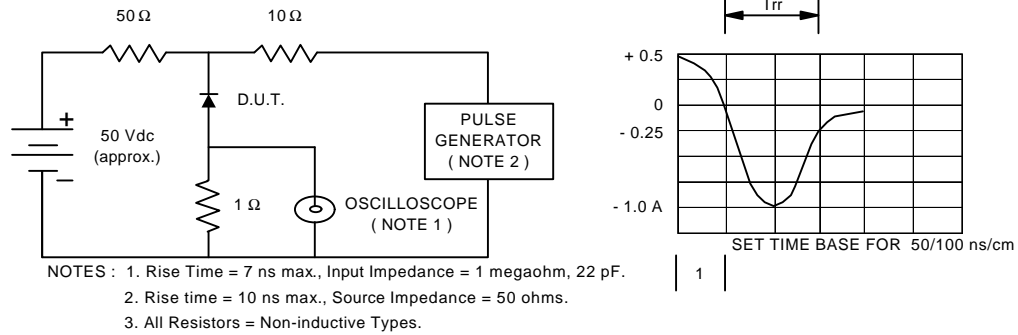 50 Ω
10 Ω
Trr
+ 0.5
0
- 0.25
- 1.0 A
+
50 Vdc
(approx.)
−
D.U.T.
1 Ω
OSCILLOSCOPE
( NOTE 1 )
PULSE
GENERATOR
( NOTE 2 )
SET TIME BASE FOR 50/100 ns/cm
1
NOTES : 1. Rise Time = 7 ns max., Input Impedance = 1 megaohm, 22 pF.
2. Rise time = 10 ns max., Source Impedance = 50 ohms.
3. All Resistors = Non-inductive Types.